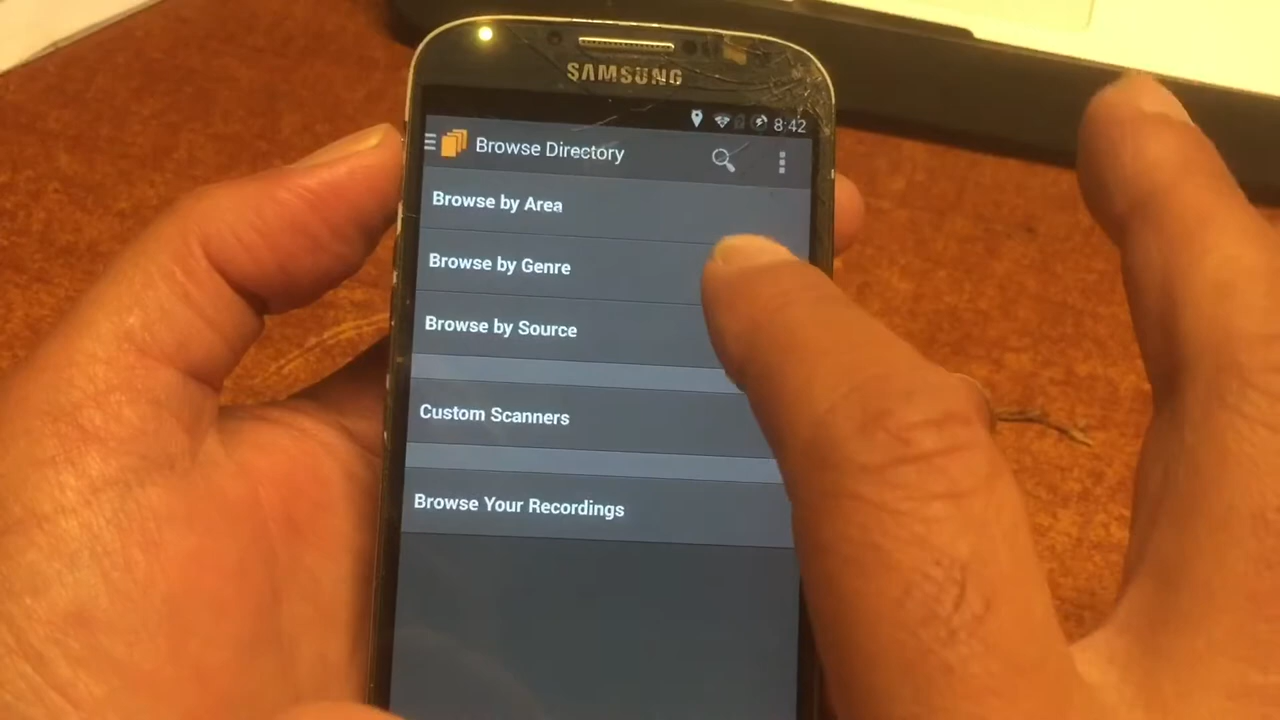 SAMSUNG
8:42
Browse Directory
Browse by Area
Browse by Genre
Browse by Source
Custom Scanners
Browse Your Recordings